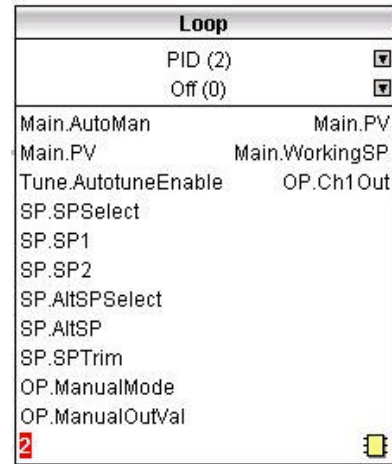 Loop
PID (2)
Off (0)
Main.AutoMan Main.PV
Main.PV Main.WorkingSP
Tune.AutotuneEnable OP.Ch1Out
SP.SPSelect
SP.SP1
SP.SP2
SP.AltSPSelect
SP.AltSP
SP.SPTrim
OP.ManualMode
OP.ManualOutVal
2